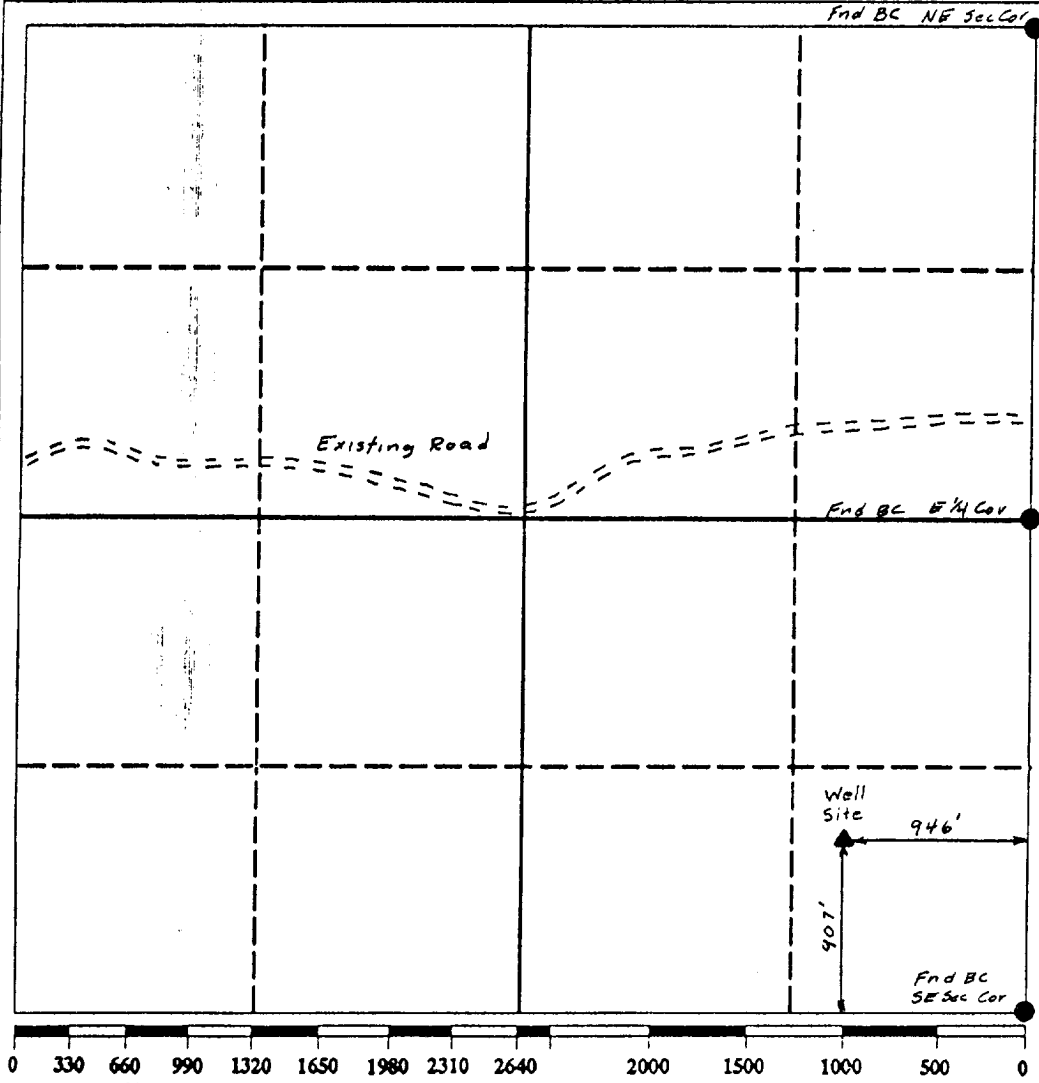 Fnd BC NE Sec Cor
Existing Road
Fnd BC E 1/4 Cor
Well
Site
946'
907'
Fnd BC
SE Sec Cor
0 330 660 990 1320 1650 1980 2310 2640 2000 1500 1000 500 0